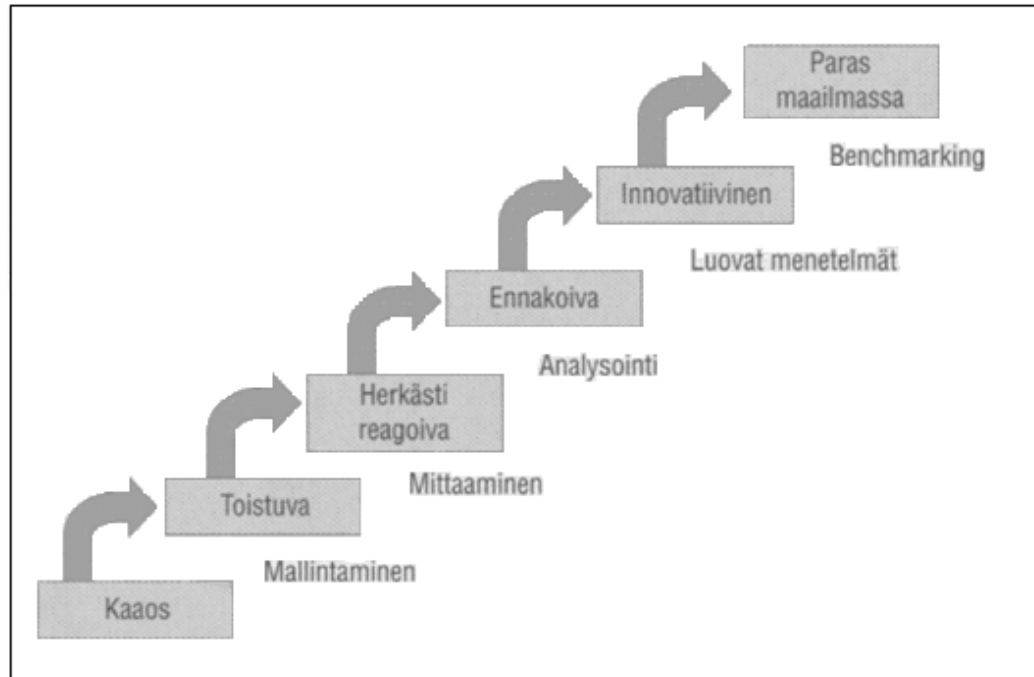 Paras
maailmassa
Benchmarking
Innovatiivinen
Luovat menetelmät
Ennakoiva
Analysointi
Herkästi
reagoiva
Mittaaminen
Toistuva
Mallintaminen
Kaaos